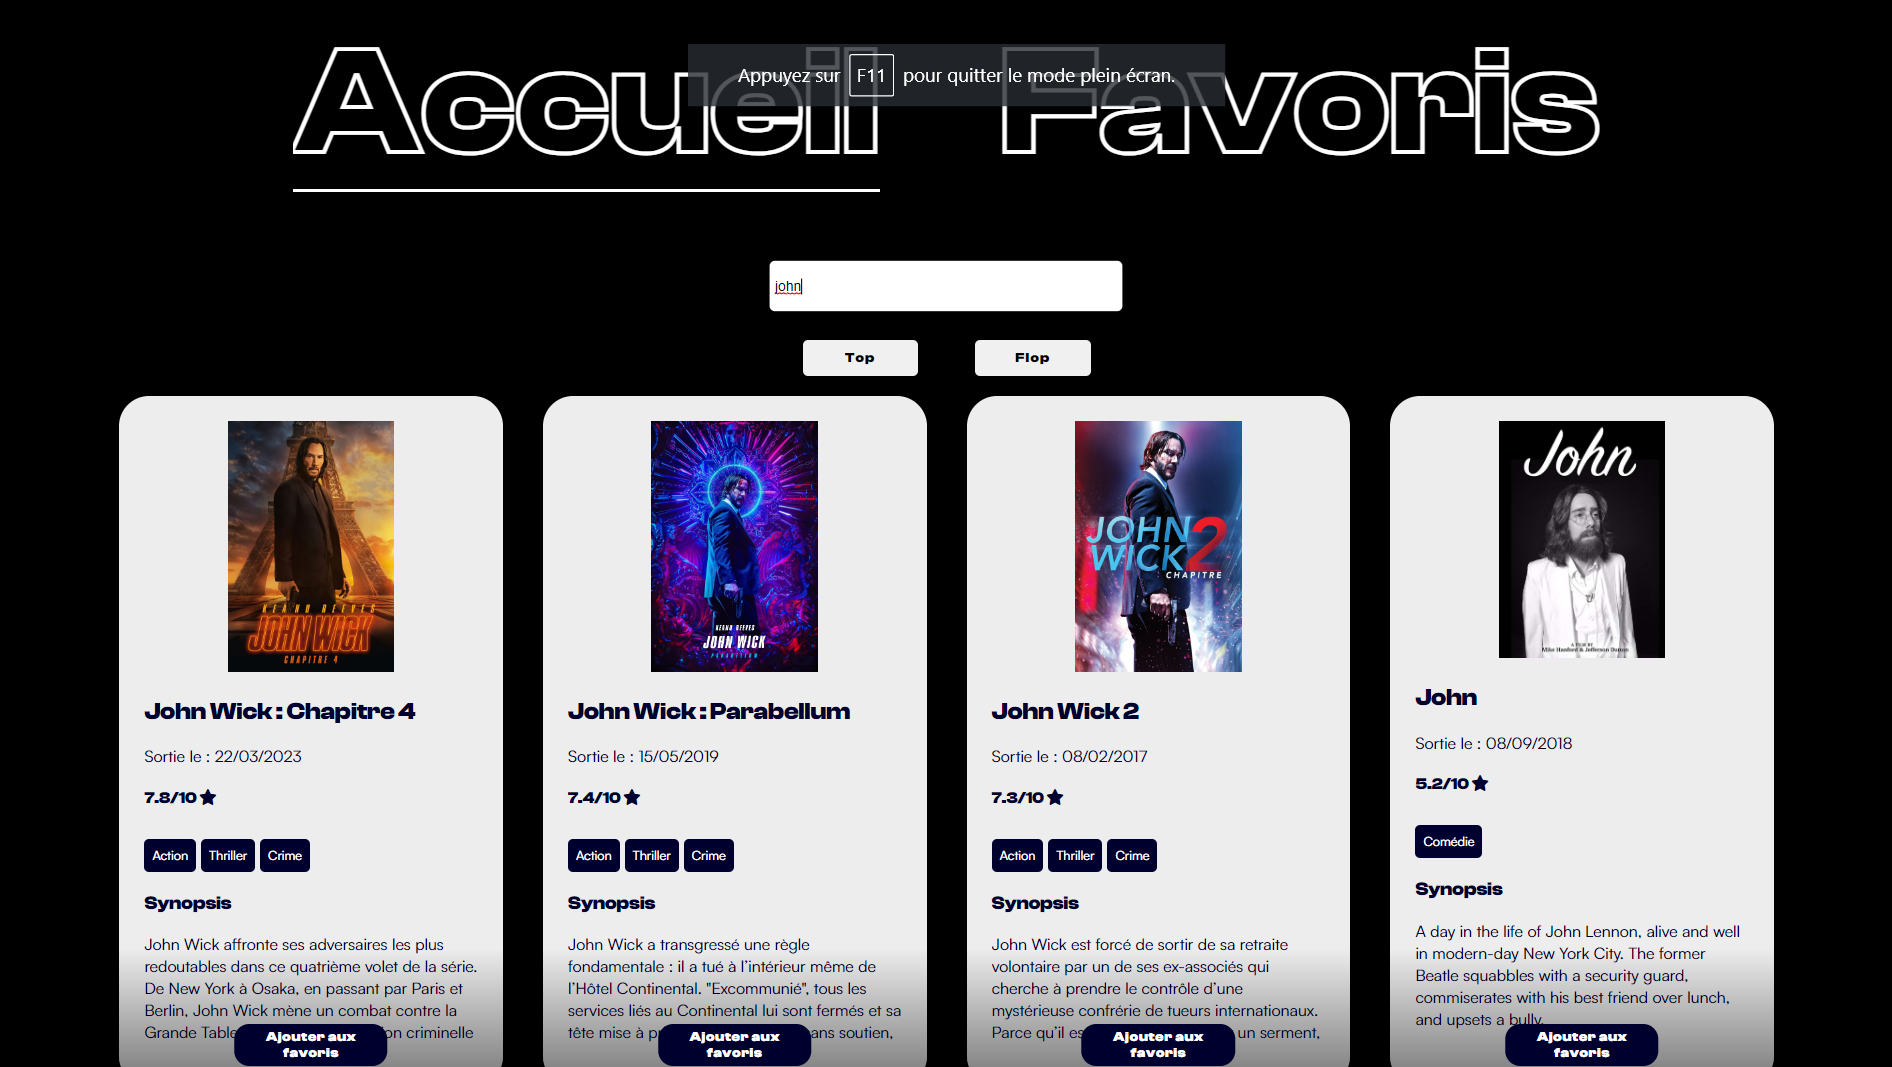 Accueil Favoris
Appuyez sur F11 pour quitter le mode plein écran.
john
Top
Flop
KEANU REEVES
JOHN WICK
CHAPITRE 4
John Wick : Chapitre 4
Sortie le : 22/03/2023
7.8/10
Action Thriller Crime
Synopsis
John Wick affronte ses adversaires les plus
redoutables dans ce quatrième volet de la série.
De New York à Osaka, en passant par Paris et
Berlin, John Wick mène un combat contre la
Grande Table
on criminelle
Ajouter aux
favoris
KEANU REEVES
JOHN WICK
PARABELLUM
John Wick : Parabellum
Sortie le : 15/05/2019
7.4/10
Action Thriller Crime
Synopsis
John Wick a transgressé une règle
fondamentale : il a tué à l’intérieur même de
l’Hôtel Continental. "Excommunié", tous les
services liés au Continental lui sont fermés et sa
tête mise à p
ans soutien,
Ajouter aux
favoris
JOHN
WICK 2
CHAPITRE
John Wick 2
Sortie le : 08/02/2017
7.3/10
Action Thriller Crime
Synopsis
John Wick est forcé de sortir de sa retraite
volontaire par un de ses ex-associés qui
cherche à prendre le contrôle d’une
mystérieuse confrérie de tueurs internationaux.
Parce qu’il es
un serment,
Ajouter aux
favoris
John
A FILM BY
Mike Hanford & Jefferson Dutton
John
Sortie le : 08/09/2018
5.2/10
Comédie
Synopsis
A day in the life of John Lennon, alive and well
in modern-day New York City. The former
Beatle squabbles with a security guard,
commiserates with his best friend over lunch,
and upsets a bully.
Ajouter aux
favoris